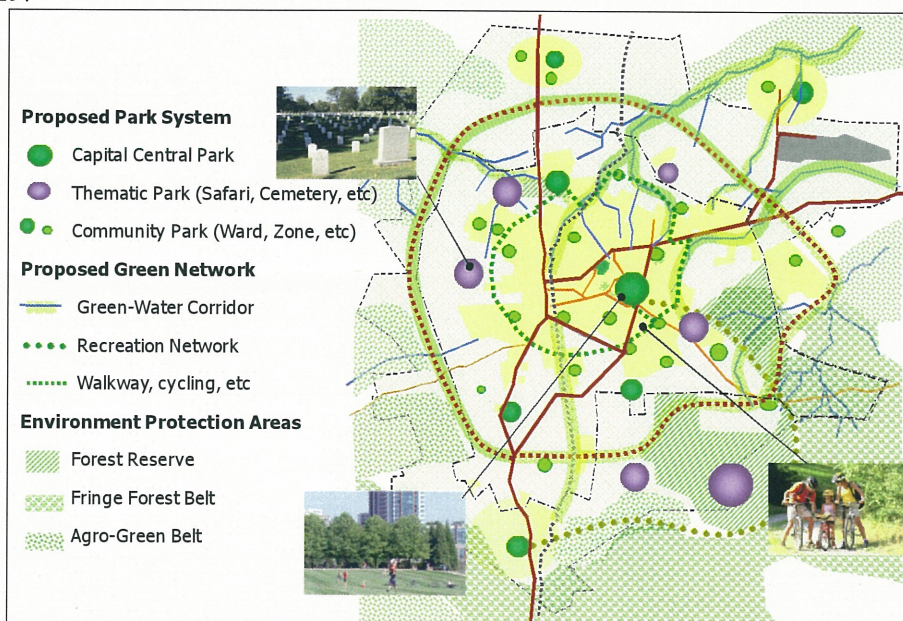 Proposed Park System
Capital Central Park
Thematic Park (Safari, Cemetery, etc)
Community Park (Ward, Zone, etc)
Proposed Green Network
Green-Water Corridor
Recreation Network
Walkway, cycling, etc
Environment Protection Areas
Forest Reserve
Fringe Forest Belt
Agro-Green Belt